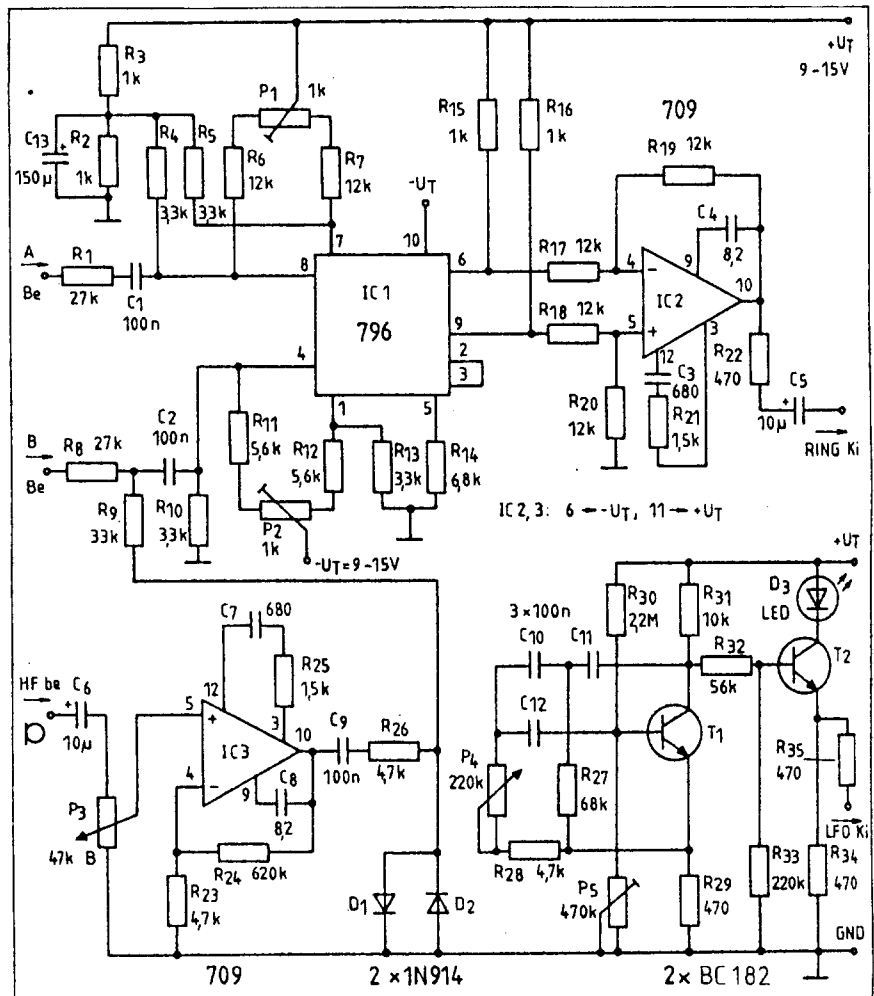 R3
1k
P1
1k
R15
1k
R16
1k
+UT
9-15V
709
C13
+
150µ
R2
1k
R4
3,3k
R5
3,3k
R6
12k
R7
12k
-UT
R19 12k
C4
8,2
7
10
A
Be
R1
27k
C1
100n
8
IC1
796
6
9
2
3
4
1
5
R17 12k
R18 12k
4
-
5
+
IC2
9
10
12
3
C3
680
R21
1,5k
R20
12k
R22
470
C5
+
10µ
RING Ki
B
Be
R8 27k
C2
100n
R9
33k
R10
3,3k
R11
5,6k
R12
5,6k
R13
3,3k
R14
6,8k
P2
1k
-UT=9-15V
IC2, 3: 6 ← -UT, 11 → +UT
+UT
C7 680
R25
1,5k
HF be
C6
+
10µ
12
3
5
+
4
-
IC3
10
9
C8
8,2
C9
100n
R26
4,7k
P3
47k B
R24 620k
R23
4,7k
D1
D2
3×100n
C10
C11
C12
R30
2,2M
R31
10k
R32
56k
D3
LED
T2
T1
P4
220k
R27
68k
R28 4,7k
P5
470k
R29
470
R33
220k
R34
470
R35
470
LFO Ki
GND
709
2×1N914
2×BC182